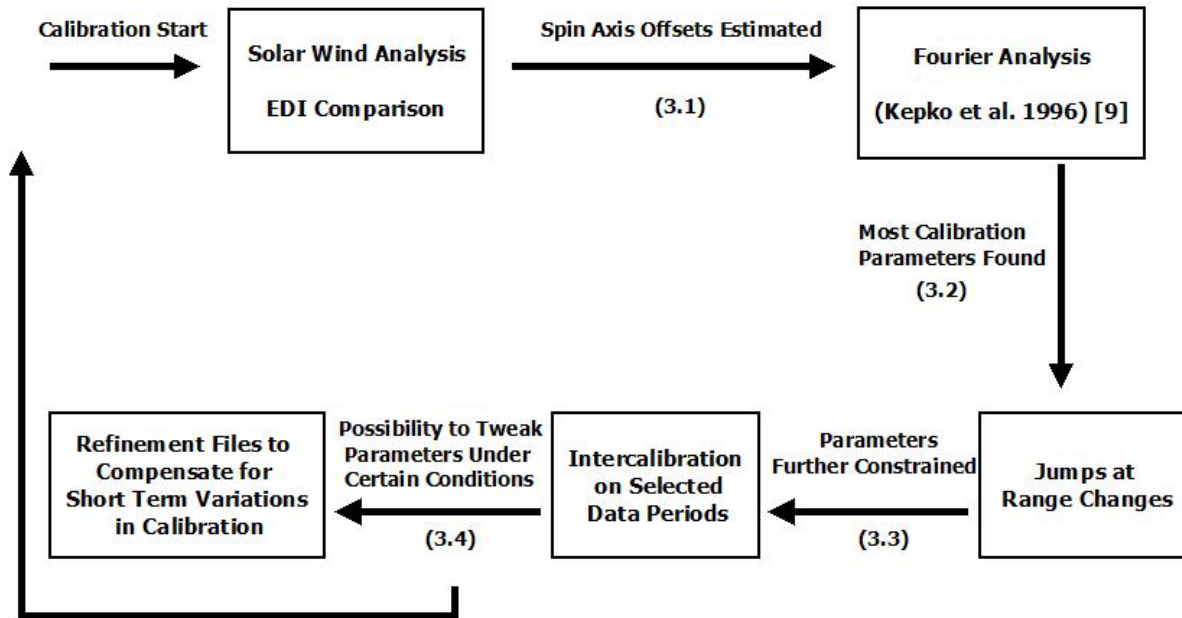 Calibration Start
Solar Wind Analysis
EDI Comparison
Spin Axis Offsets Estimated
(3.1)
Fourier Analysis
(Kepko et al. 1996) [9]
Most Calibration
Parameters Found
(3.2)
Jumps at
Range Changes
Parameters
Further Constrained
(3.3)
Intercalibration
on Selected
Data Periods
Possibility to Tweak
Parameters Under
Certain Conditions
(3.4)
Refinement Files to
Compensate for
Short Term Variations
in Calibration